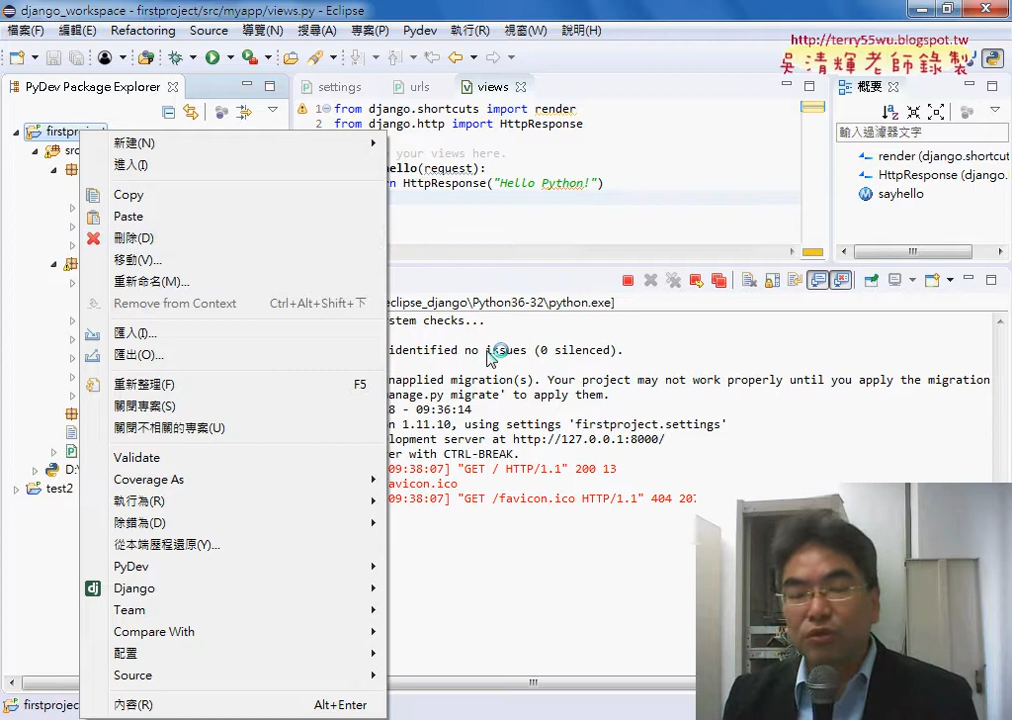 django_workspace - firstproject/src/myapp/views.py - Eclipse
檔案(F) 編輯(E) Refactoring Source 導覽(N) 搜尋(A) 專案(P) Pydev 執行(R) 視窗(W) 說明(H)
http://terry55wu.blogspot.tw
吳清輝老師錄製
PyDev Package Explorer
settings urls views
概要
firstproject
src
test2
firstprojec
1 from django.shortcuts import render
2 from django.http import HttpResponse
your views here.
hello(request):
n HttpResponse("Hello Python!")
輸入過濾器文字
render (django.shortcut
HttpResponse (django.
sayhello
新建(N)
進入(I)
Copy
Paste
刪除(D)
移動(V)...
重新命名(M)...
Remove from Context Ctrl+Alt+Shift+下
匯入(I)...
匯出(O)...
重新整理(F) F5
關閉專案(S)
關閉不相關的專案(U)
Validate
Coverage As
執行為(R)
除錯為(D)
從本端歷程還原(Y)...
PyDev
Django
Team
Compare With
配置
Source
內容(R) Alt+Enter
eclipse_django\Python36-32\python.exe]
stem checks...
identified no issues (0 silenced).
napplied migration(s). Your project may not work properly until you apply the migration
anage.py migrate' to apply them.
8 - 09:36:14
n 1.11.10, using settings 'firstproject.settings'
lopment server at http://127.0.0.1:8000/
er with CTRL-BREAK.
09:38:07] "GET / HTTP/1.1" 200 13
avicon.ico
09:38:07] "GET /favicon.ico HTTP/1.1" 404 207